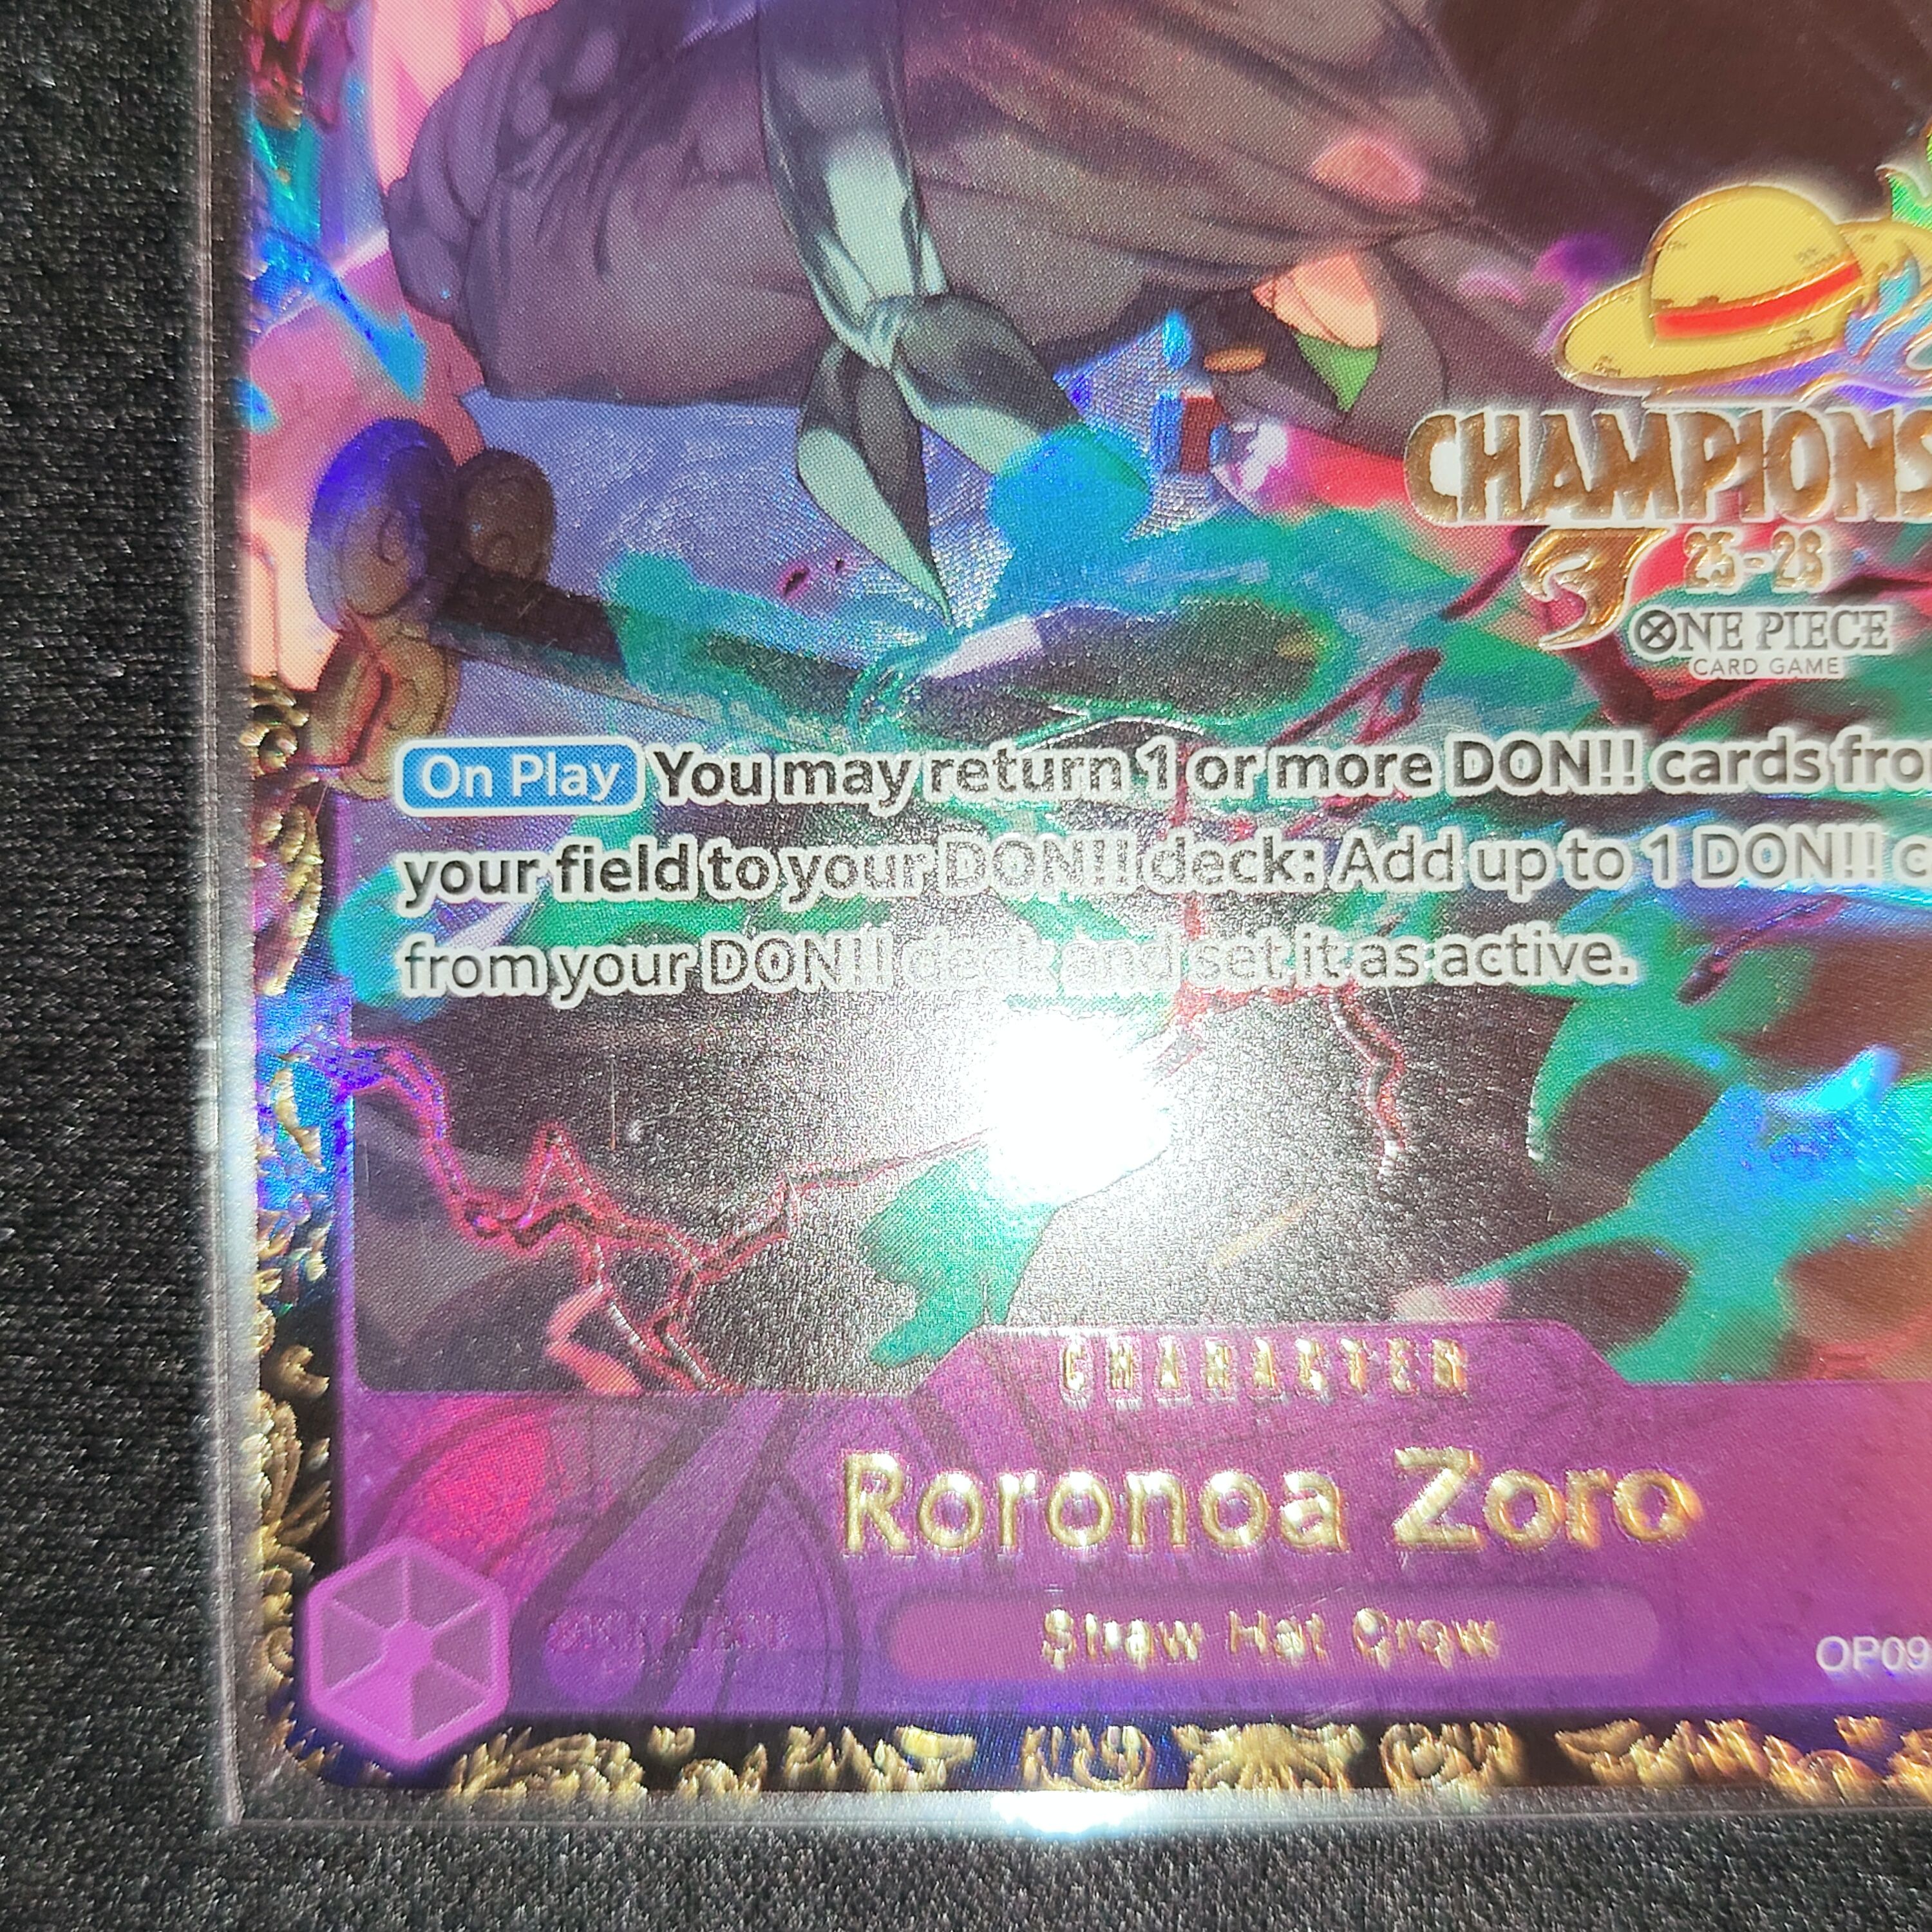 CHAMPIONS
25-26
ONE PIECE
CARD GAME
On Play You may return 1 or more DON!! cards fro
your field to your DON!! deck: Add up to 1 DON!! c
from your DON!! deck and set it as active.
CHARACTER
Roronoa Zoro
Straw Hat Crew
OP09